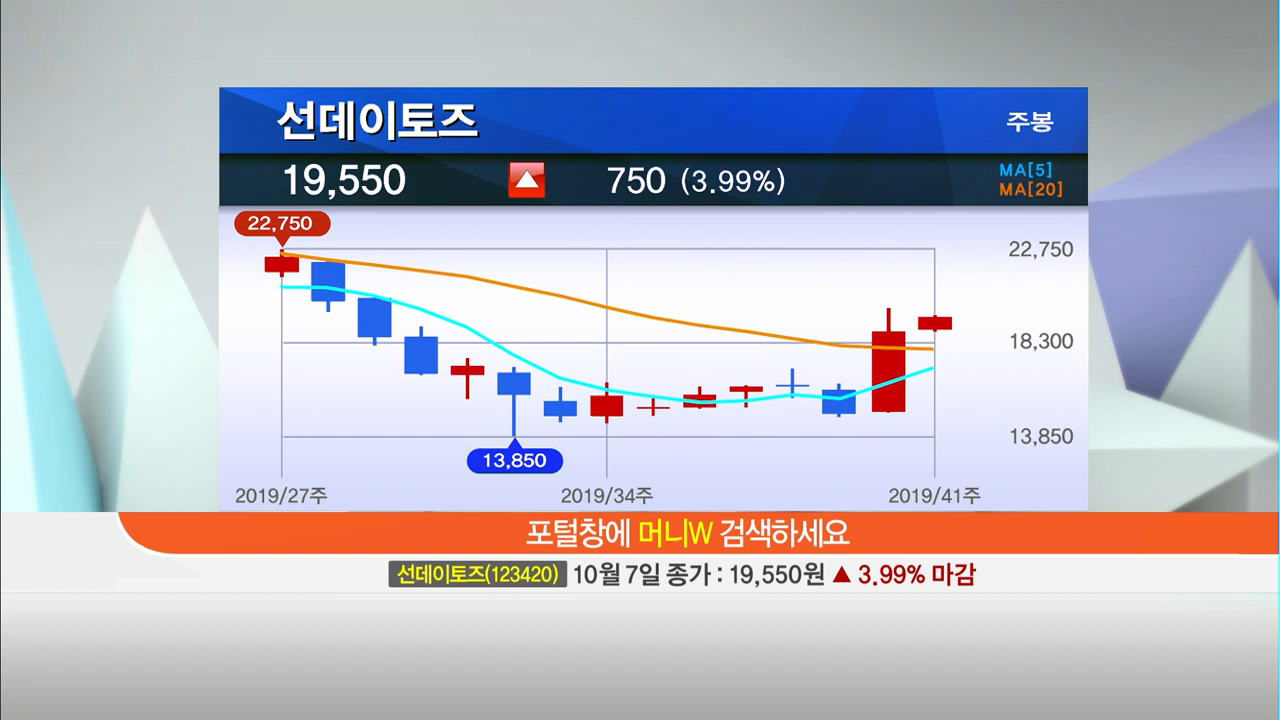 선데이토즈 주봉
19,550 ▲ 750 (3.99%) MA[5]
MA[20]
22,750
22,750
18,300
13,850
13,850
2019/27주 2019/34주 2019/41주
포털창에 머니W 검색하세요
선데이토즈(123420) 10월 7일 종가 : 19,550원 ▲ 3.99% 마감